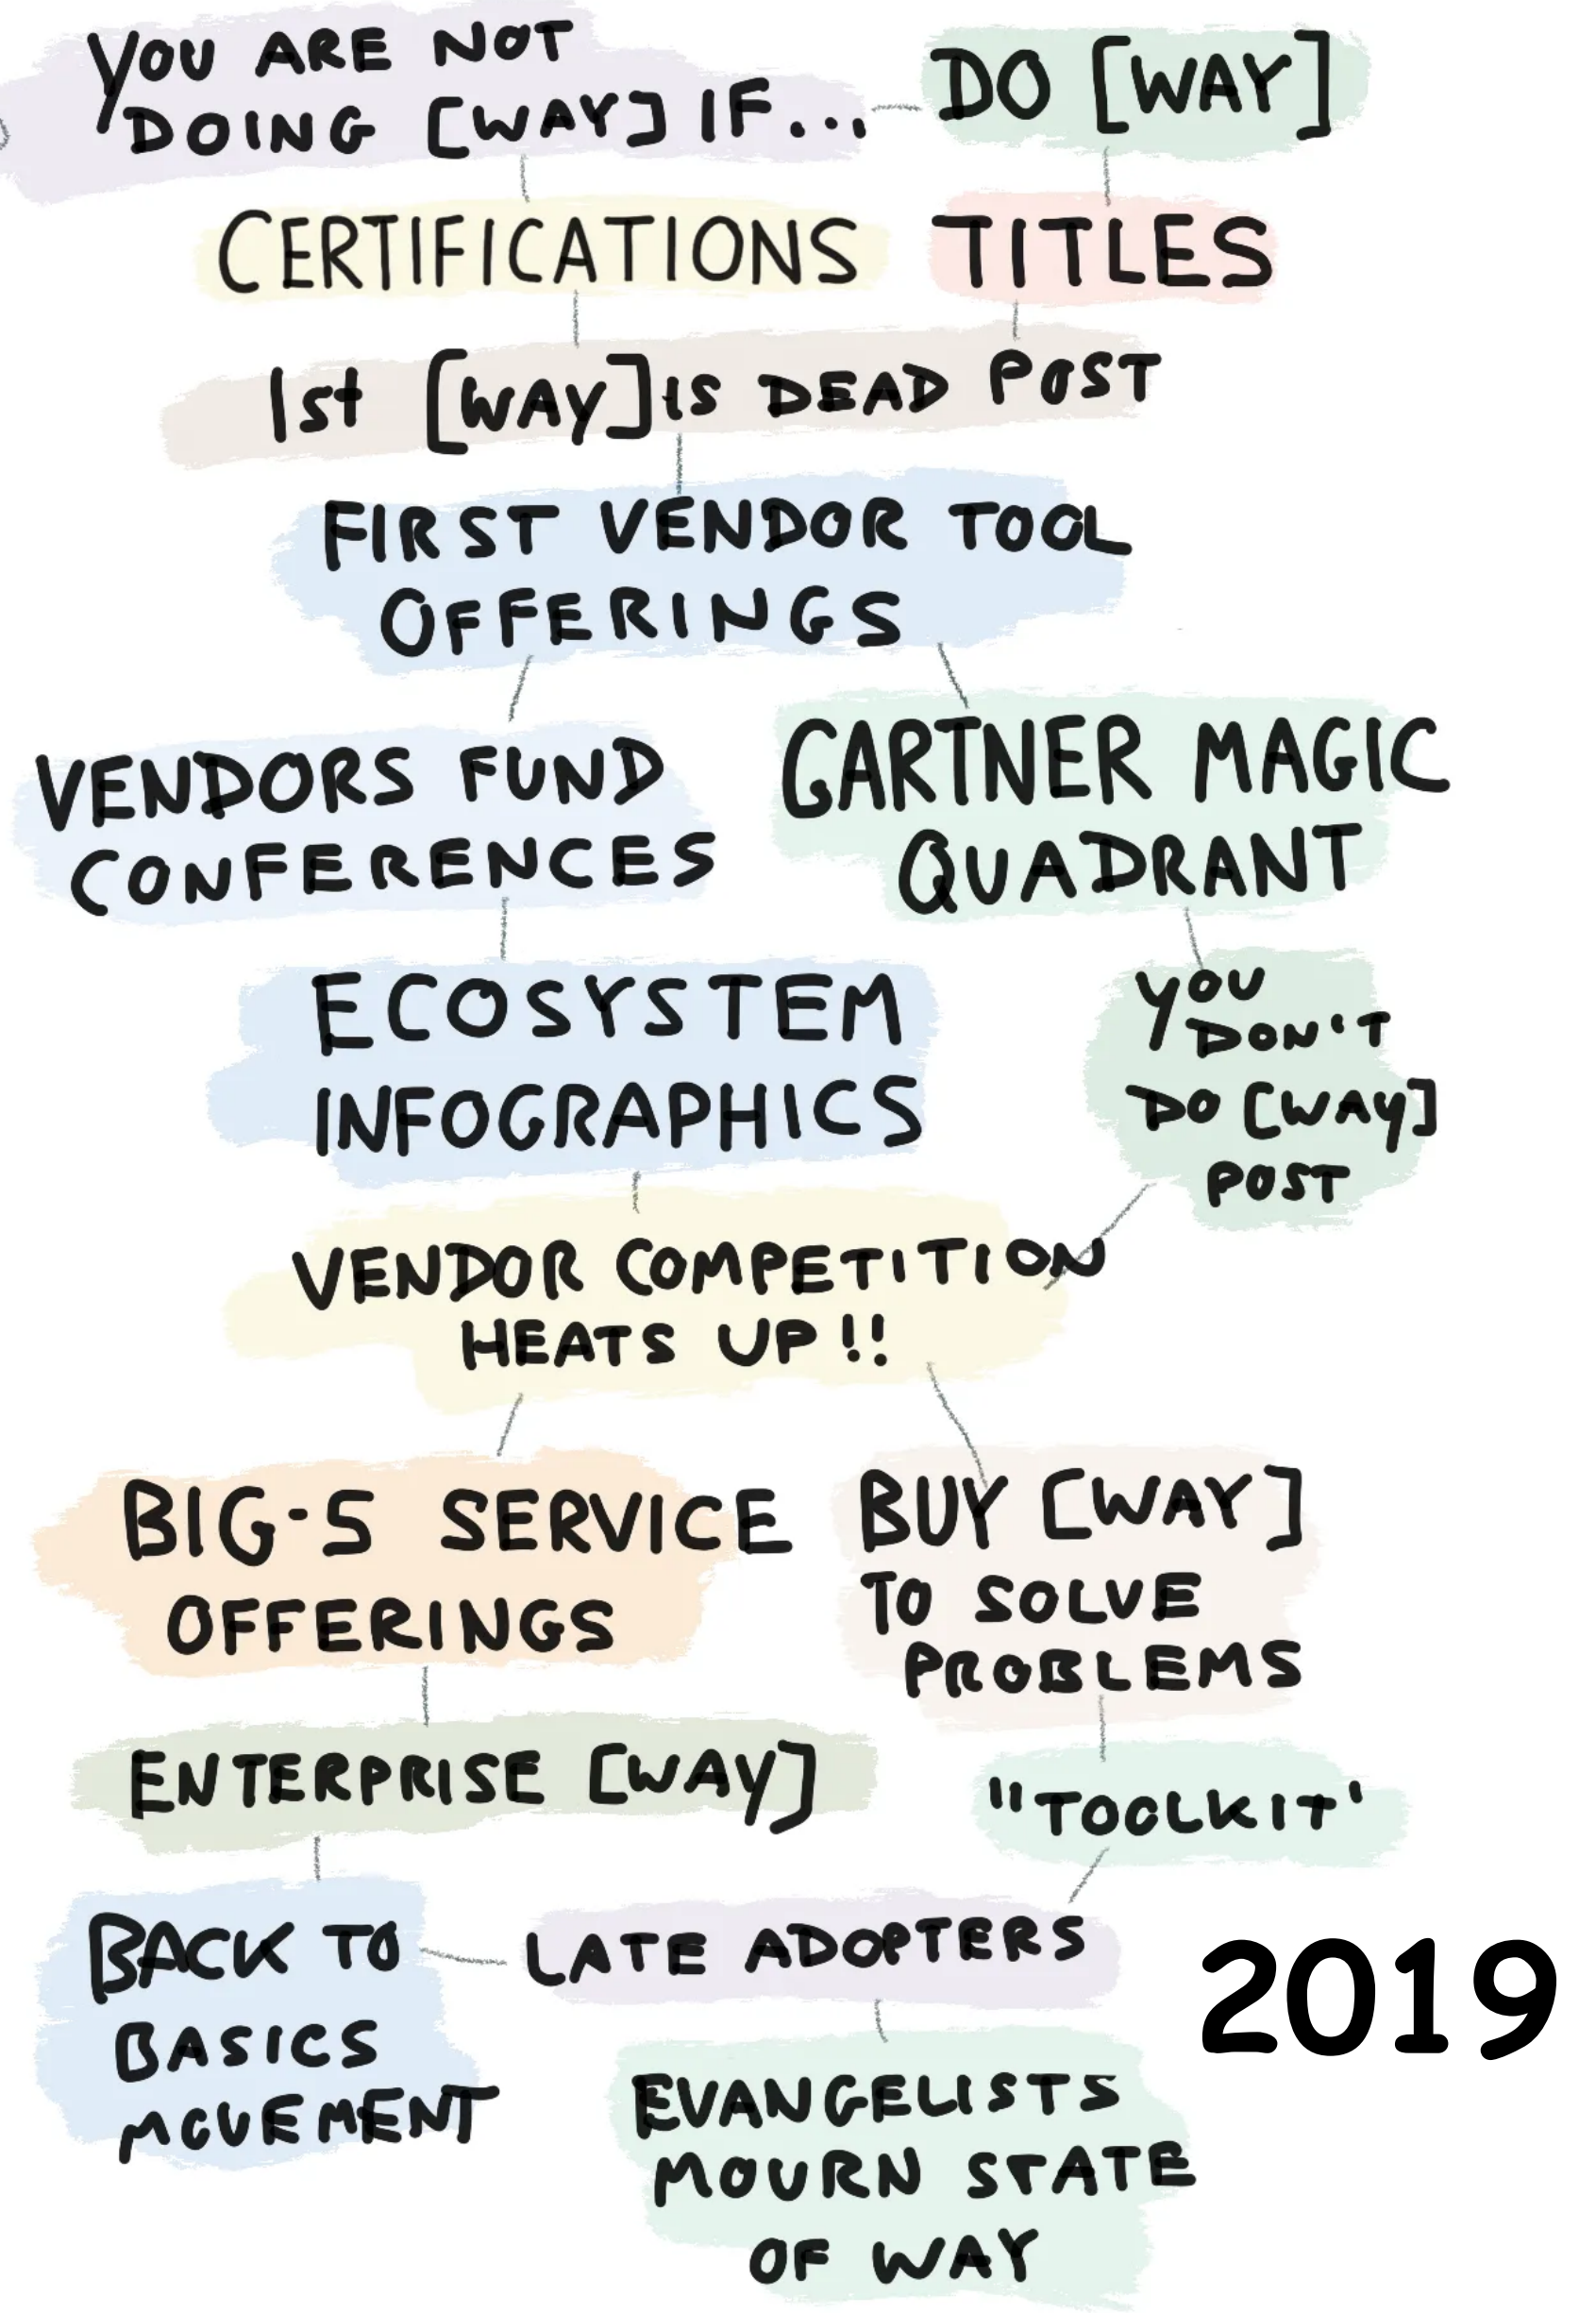 YOU ARE NOT
DOING [WAY] IF...
DO [WAY]
CERTIFICATIONS
TITLES
1st [WAY] IS DEAD POST
FIRST VENDOR TOOL
OFFERINGS
VENDORS FUND
CONFERENCES
GARTNER MAGIC
QUADRANT
ECOSYSTEM
INFOGRAPHICS
YOU
DON'T
DO [WAY]
POST
VENDOR COMPETITION
HEATS UP!!
BIG-5 SERVICE
OFFERINGS
BUY [WAY]
TO SOLVE
PROBLEMS
ENTERPRISE [WAY]
"TOOLKIT'
BACK TO
BASICS
MOVEMENT
LATE ADOPTERS
2019
EVANGELISTS
MOURN STATE
OF WAY